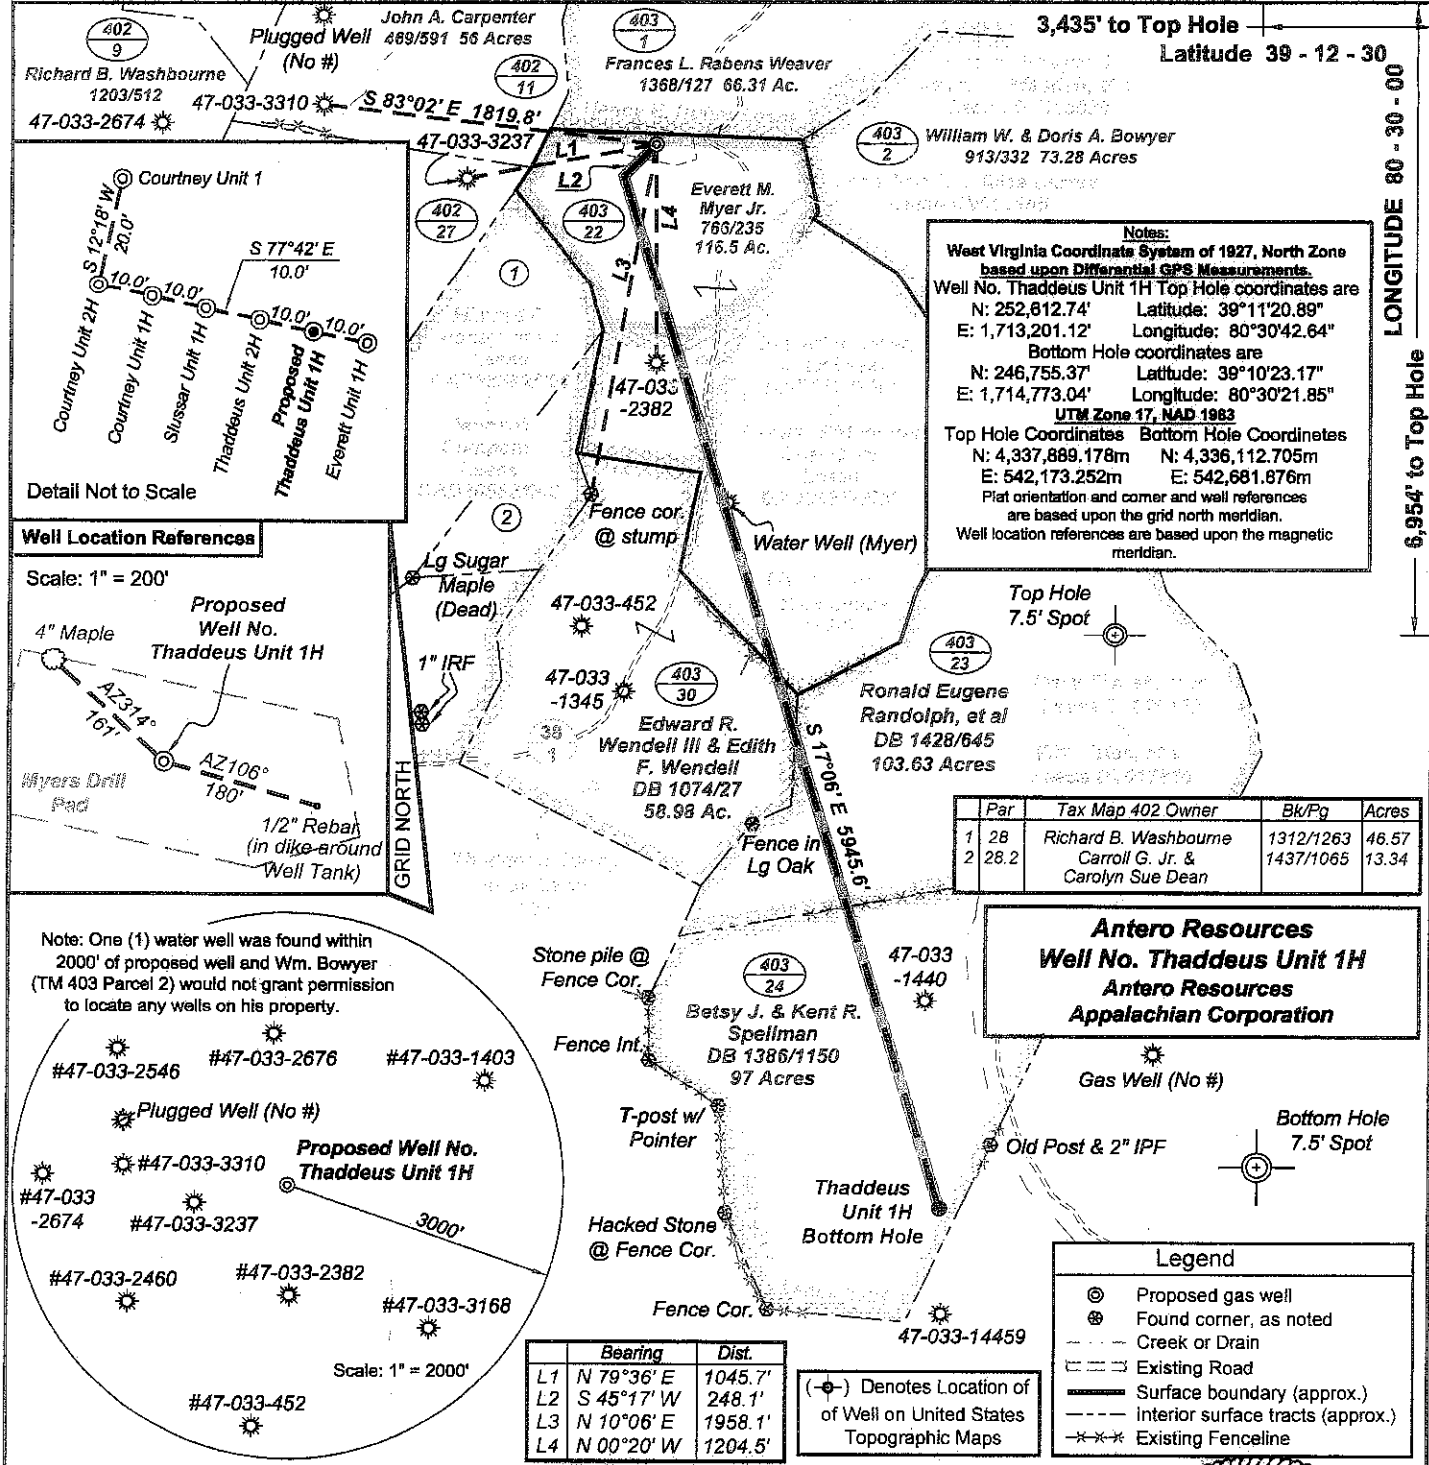 402
9
Richard B. Washbourne
1203/512
47-033-2674
Plugged Well
(No #)
John A. Carpenter
489/591 56 Acres
402
11
47-033-3310
S 83°02' E 1819.8'
47-033-3237
403
1
Frances L. Rabens Weaver
1368/127 66.31 Ac.
3,435' to Top Hole
Latitude 39 - 12 - 30
LONGITUDE 80 - 30 - 00
6,954' to Top Hole
403
2
William W. & Doris A. Bowyer
913/332 73.28 Acres
L1
L2
L3
L4
402
27
403
22
Everett M.
Myer Jr.
766/235
116.5 Ac.
1
2
Courtney Unit 1
S 12°18' W
20.0'
S 77°42' E
10.0'
10.0'
10.0'
10.0'
10.0'
Courtney Unit 2H
Courtney Unit 1H
Slussar Unit 1H
Thaddeus Unit 2H
Proposed
Thaddeus Unit 1H
Everett Unit 1H
Detail Not to Scale
Notes:
West Virginia Coordinate System of 1927, North Zone
based upon Differential GPS Measurements.
Well No. Thaddeus Unit 1H Top Hole coordinates are
N: 252,612.74' Latitude: 39°11'20.89"
E: 1,713,201.12' Longitude: 80°30'42.64"
Bottom Hole coordinates are
N: 246,755.37' Latitude: 39°10'23.17"
E: 1,714,773.04' Longitude: 80°30'21.85"
UTM Zone 17, NAD 1983
Top Hole Coordinates Bottom Hole Coordinates
N: 4,337,889.178m N: 4,336,112.705m
E: 542,173.252m E: 542,681.876m
Plat orientation and corner and well references
are based upon the grid north meridian.
Well location references are based upon the magnetic
meridian.
47-033
-2382
Fence cor.
@ stump
Water Well (Myer)
Well Location References
Scale: 1" = 200'
Proposed
Well No.
Thaddeus Unit 1H
4" Maple
AZ314°
161'
AZ106°
180'
Myers Drill
Pad
1/2" Rebar
(in dike around
Well Tank)
GRID NORTH
Lg Sugar
Maple
(Dead)
1" IRF
38
1
47-033-452
47-033
-1345
403
30
Edward R.
Wendell III & Edith
F. Wendell
DB 1074/27
58.98 Ac.
Top Hole
7.5' Spot
403
23
Ronald Eugene
Randolph, et al
DB 1428/645
103.63 Acres
S 17°06' E 5945.6'
Fence in
Lg Oak
Par Tax Map 402 Owner Bk/Pg Acres
1 28 Richard B. Washbourne 1312/1263 46.57
2 28.2 Carroll G. Jr. & 1437/1065 13.34
Carolyn Sue Dean
Antero Resources
Well No. Thaddeus Unit 1H
Antero Resources
Appalachian Corporation
Note: One (1) water well was found within
2000' of proposed well and Wm. Bowyer
(TM 403 Parcel 2) would not grant permission
to locate any wells on his property.
#47-033-2546
#47-033-2676
#47-033-1403
Plugged Well (No #)
#47-033-3310
Proposed Well No.
Thaddeus Unit 1H
#47-033
-2674
#47-033-3237
3000'
#47-033-2460
#47-033-2382
#47-033-3168
Scale: 1" = 2000'
#47-033-452
Stone pile @
Fence Cor.
Fence Int.
T-post w/
Pointer
Hacked Stone
@ Fence Cor.
Fence Cor.
403
24
Betsy J. & Kent R.
Spellman
DB 1386/1150
97 Acres
47-033
-1440
Gas Well (No #)
Old Post & 2" IPF
Bottom Hole
7.5' Spot
Thaddeus
Unit 1H
Bottom Hole
47-033-14459
Bearing Dist.
L1 N 79°36' E 1045.7'
L2 S 45°17' W 248.1'
L3 N 10°06' E 1958.1'
L4 N 00°20' W 1204.5'
Denotes Location of
of Well on United States
Topographic Maps
Legend
Proposed gas well
Found corner, as noted
Creek or Drain
Existing Road
Surface boundary (approx.)
Interior surface tracts (approx.)
Existing Fenceline